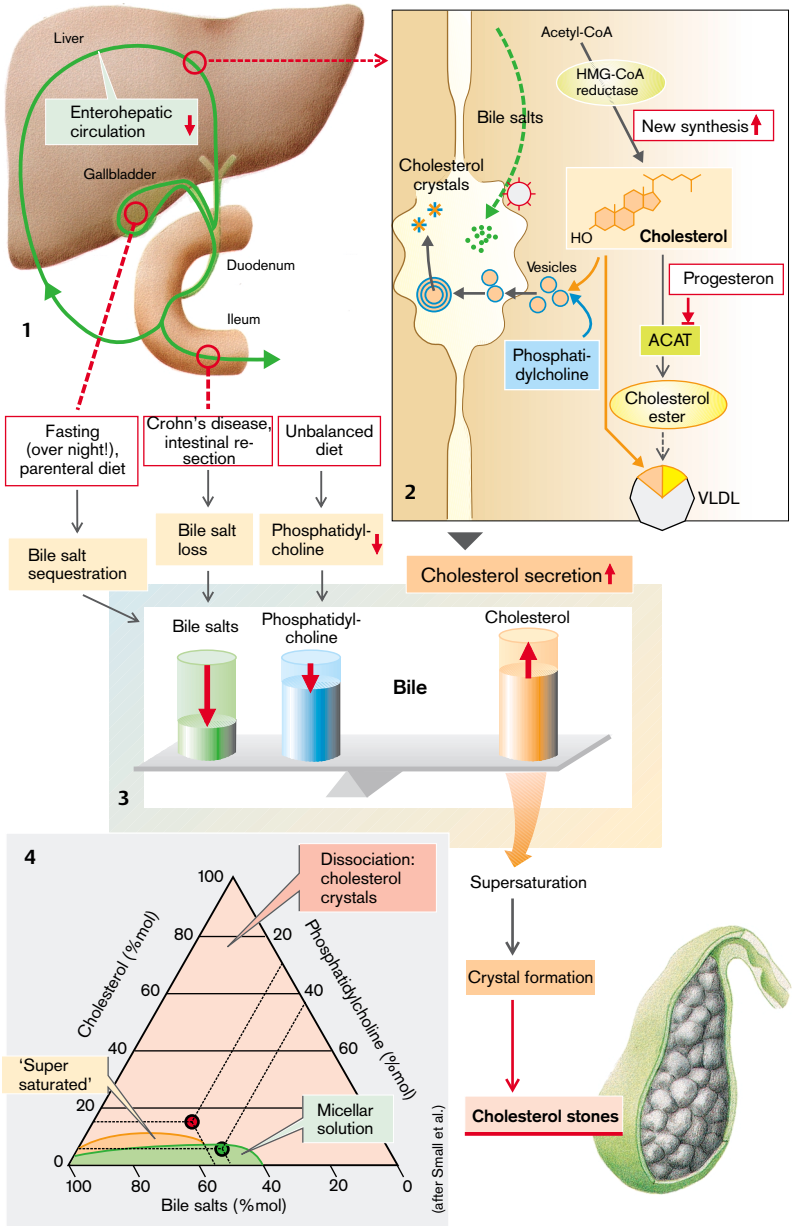 Liver
Enterohepatic
circulation
Gallbladder
Duodenum
Ileum
1
Acetyl-CoA
HMG-CoA
reductase
Bile salts
New synthesis
Cholesterol
crystals
HO
Cholesterol
Vesicles
Progesteron
Phosphati-
dylcholine
ACAT
Cholesterol
ester
2
VLDL
Fasting
(over night!),
parenteral diet
Crohn's disease,
intestinal re-
section
Unbalanced
diet
Bile salt
sequestration
Bile salt
loss
Phosphatidyl-
choline
Cholesterol secretion
Bile salts
Phosphatidyl-
choline
Cholesterol
Bile
3
4
Dissociation:
cholesterol
crystals
100
80
60
40
20
0
Cholesterol (%mol)
20
40
60
Phosphatidylcholine (%mol)
'Super
saturated'
Micellar
solution
100
80
60
40
20
0
Bile salts (%mol)
(after Small et al.)
Supersaturation
Crystal formation
Cholesterol stones